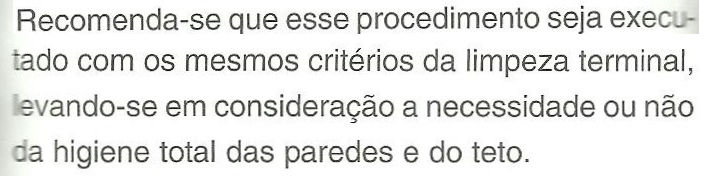 Recomenda-se que esse procedimento seja execu-
tado com os mesmos critérios da limpeza terminal,
levando-se em consideração a necessidade ou não
da higiene total das paredes e do teto.